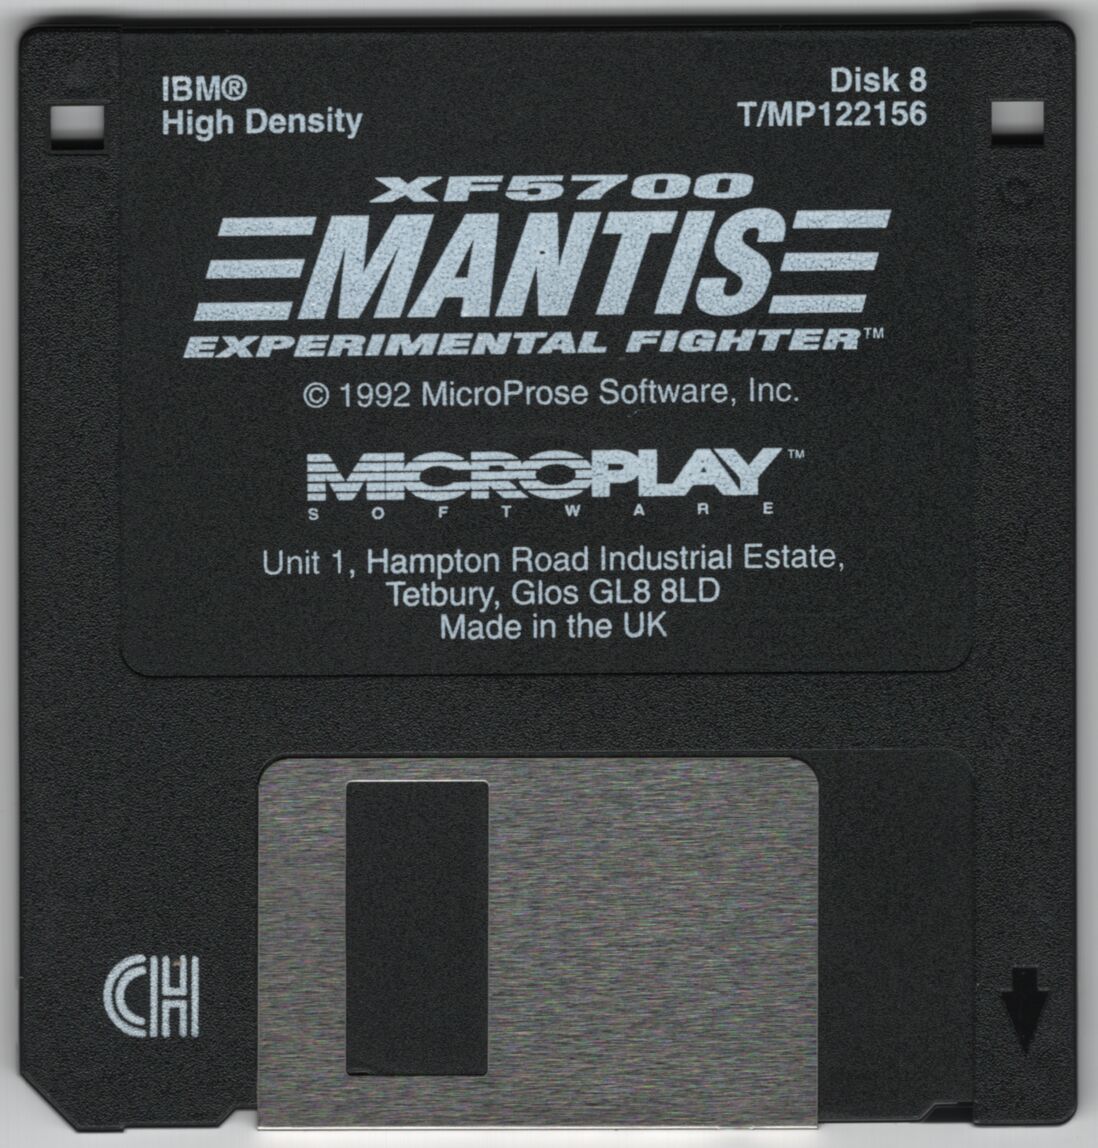 IBM®
High Density
Disk 8
T/MP122156
XF5700
MANTIS
EXPERIMENTAL FIGHTER™
© 1992 MicroProse Software, Inc.
MICROPLAY™
SOFTWARE
Unit 1, Hampton Road Industrial Estate,
Tetbury, Glos GL8 8LD
Made in the UK
CH